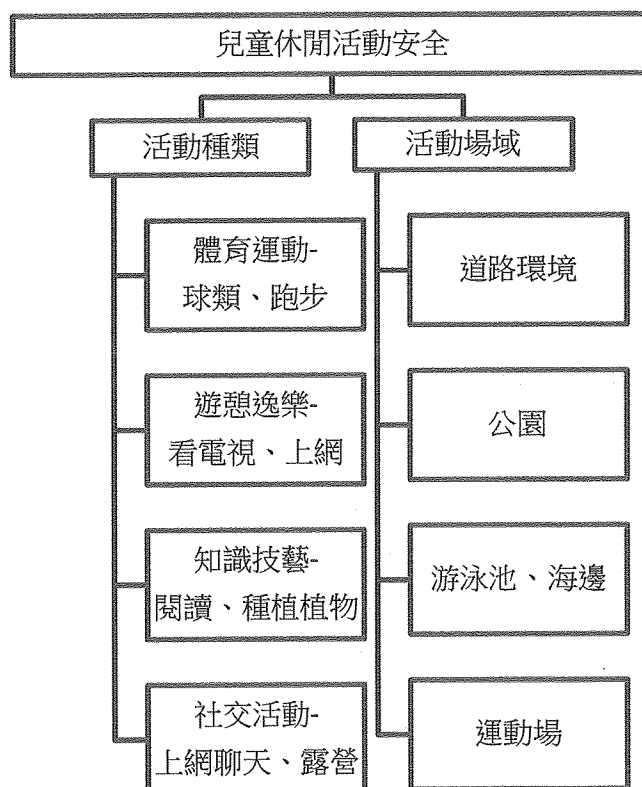 兒童休閒活動安全
活動種類
活動場域
體育運動-
球類、跑步
遊憩逸樂-
看電視、上網
知識技藝-
閱讀、種植植物
社交活動-
上網聊天、露營
道路環境
公園
游泳池、海邊
運動場